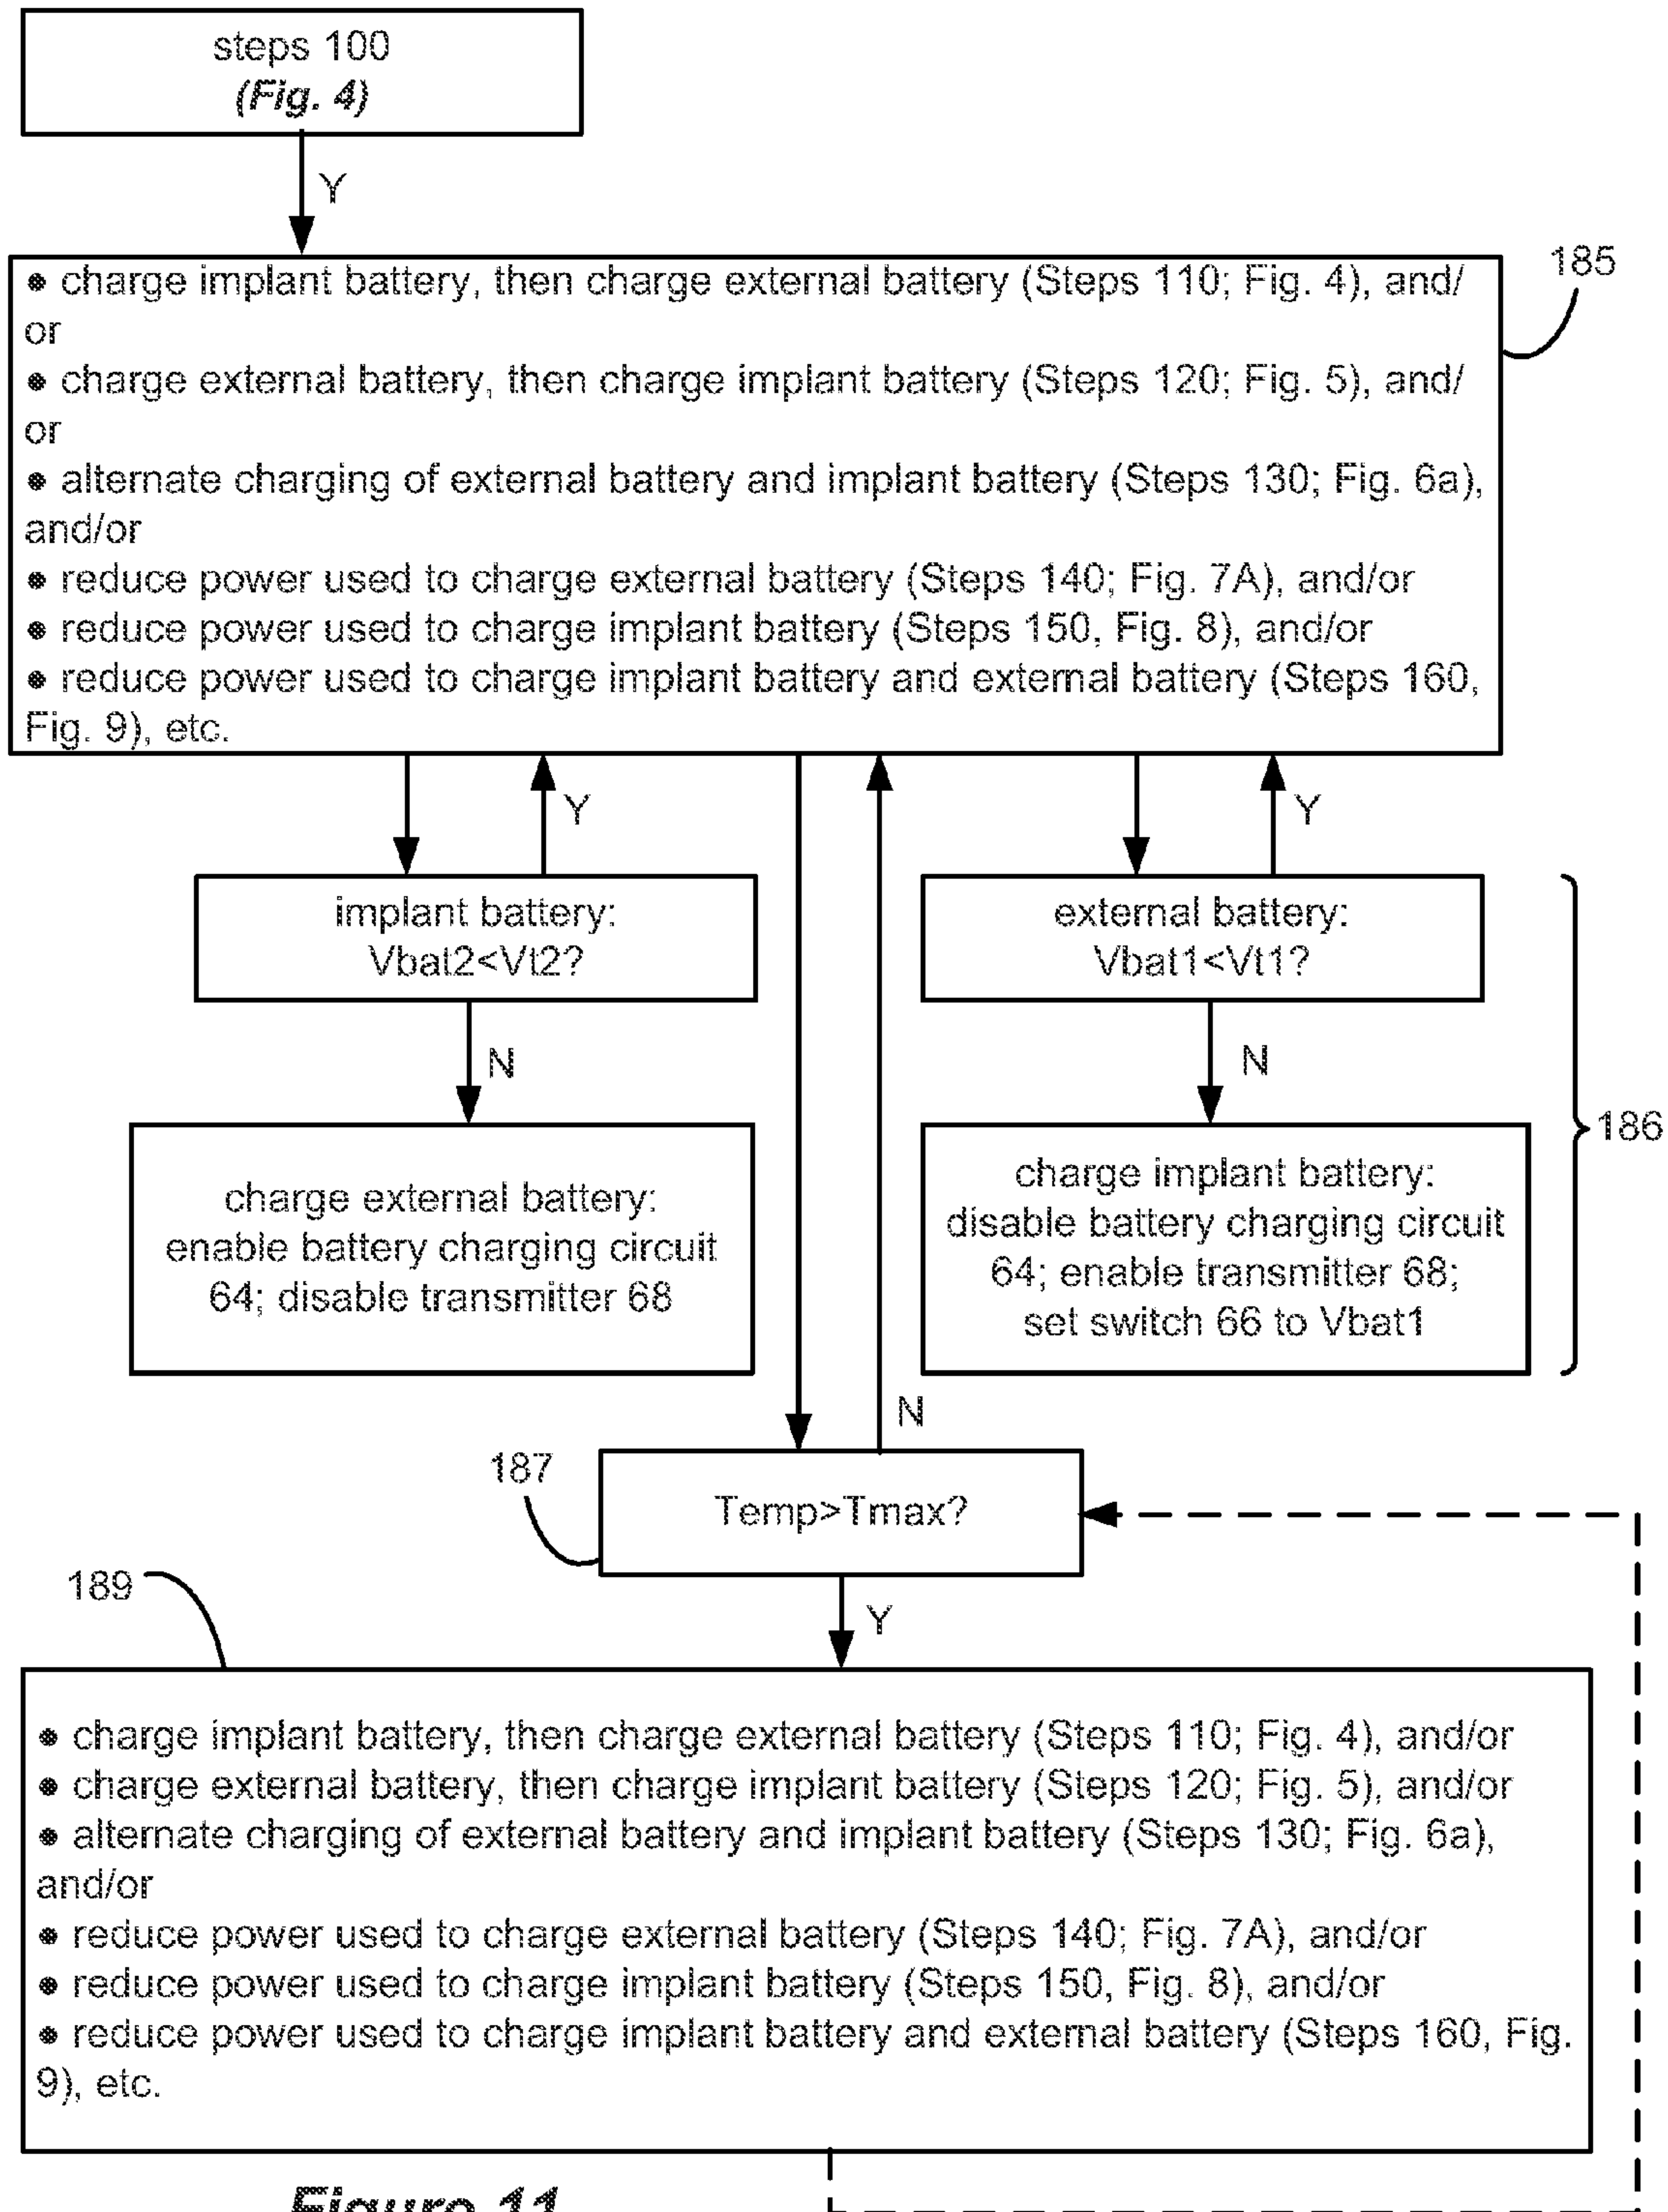 steps 100
(Fig. 4)
Y
185
• charge implant battery, then charge external battery (Steps 110; Fig. 4), and/
or
• charge external battery, then charge implant battery (Steps 120; Fig. 5), and/
or
• alternate charging of external battery and implant battery (Steps 130; Fig. 6a),
and/or
• reduce power used to charge external battery (Steps 140; Fig. 7A), and/or
• reduce power used to charge implant battery (Steps 150, Fig. 8), and/or
• reduce power used to charge implant battery and external battery (Steps 160,
Fig. 9), etc.
Y
Y
implant battery:
Vbat2<Vt2?
external battery:
Vbat1<Vt1?
N
N
186
charge external battery:
enable battery charging circuit
64; disable transmitter 68
charge implant battery:
disable battery charging circuit
64; enable transmitter 68;
set switch 66 to Vbat1
N
187
Temp>Tmax?
Y
189
• charge implant battery, then charge external battery (Steps 110; Fig. 4), and/or
• charge external battery, then charge implant battery (Steps 120; Fig. 5), and/or
• alternate charging of external battery and implant battery (Steps 130; Fig. 6a),
and/or
• reduce power used to charge external battery (Steps 140; Fig. 7A), and/or
• reduce power used to charge implant battery (Steps 150, Fig. 8), and/or
• reduce power used to charge implant battery and external battery (Steps 160, Fig.
9), etc.
Figure 11